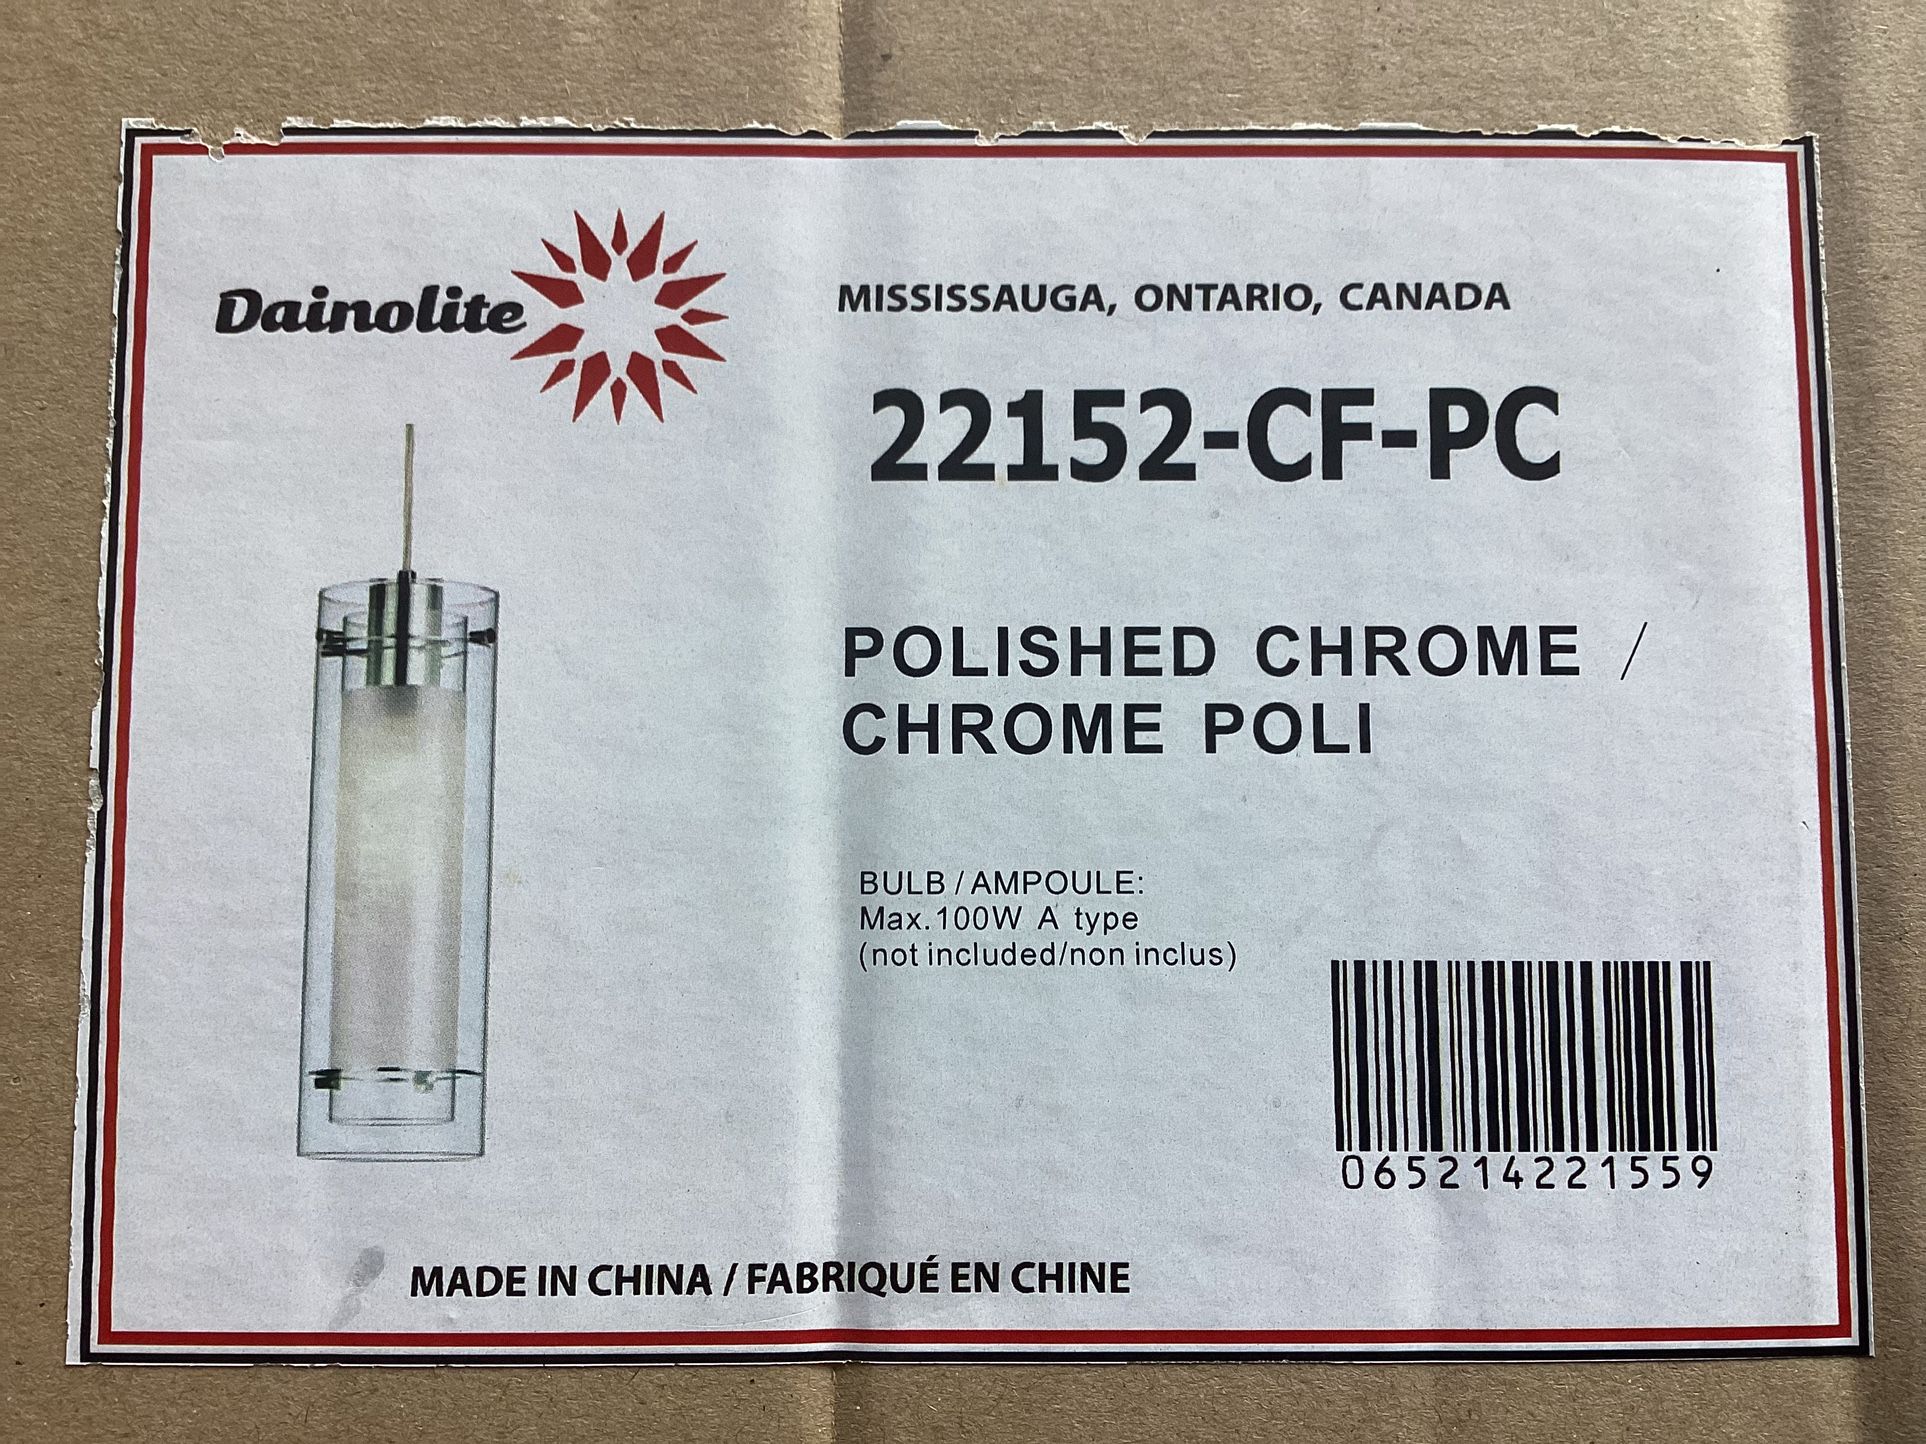 Dainolite
MISSISSAUGA, ONTARIO, CANADA
22152-CF-PC
POLISHED CHROME /
CHROME POLI
BULB / AMPOULE:
Max.100W A type
(not included/non inclus)
065214221559
MADE IN CHINA / FABRIQUÉ EN CHINE